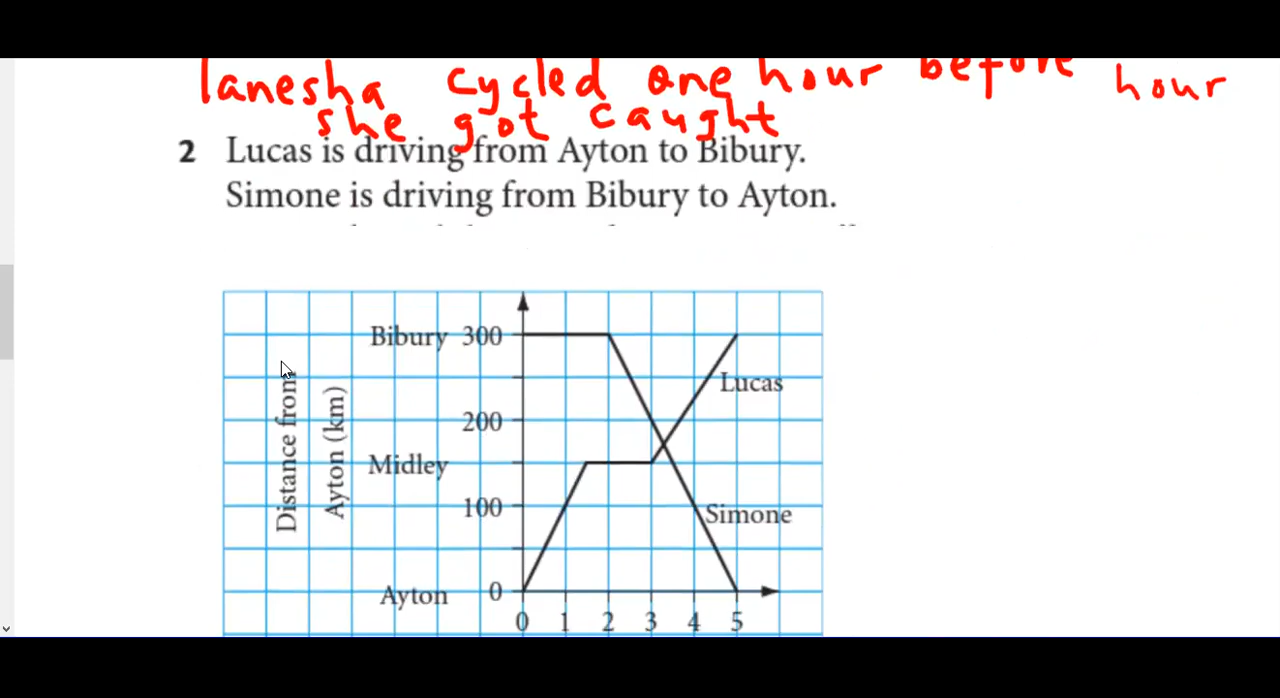 lanesha cycled one hour before hour
she got caught
2 Lucas is driving from Ayton to Bibury.
Simone is driving from Bibury to Ayton.
Distance from
Ayton (km)
Bibury 300
Lucas
200
Midley
100
Simone
Ayton 0
0 1 2 3 4 5